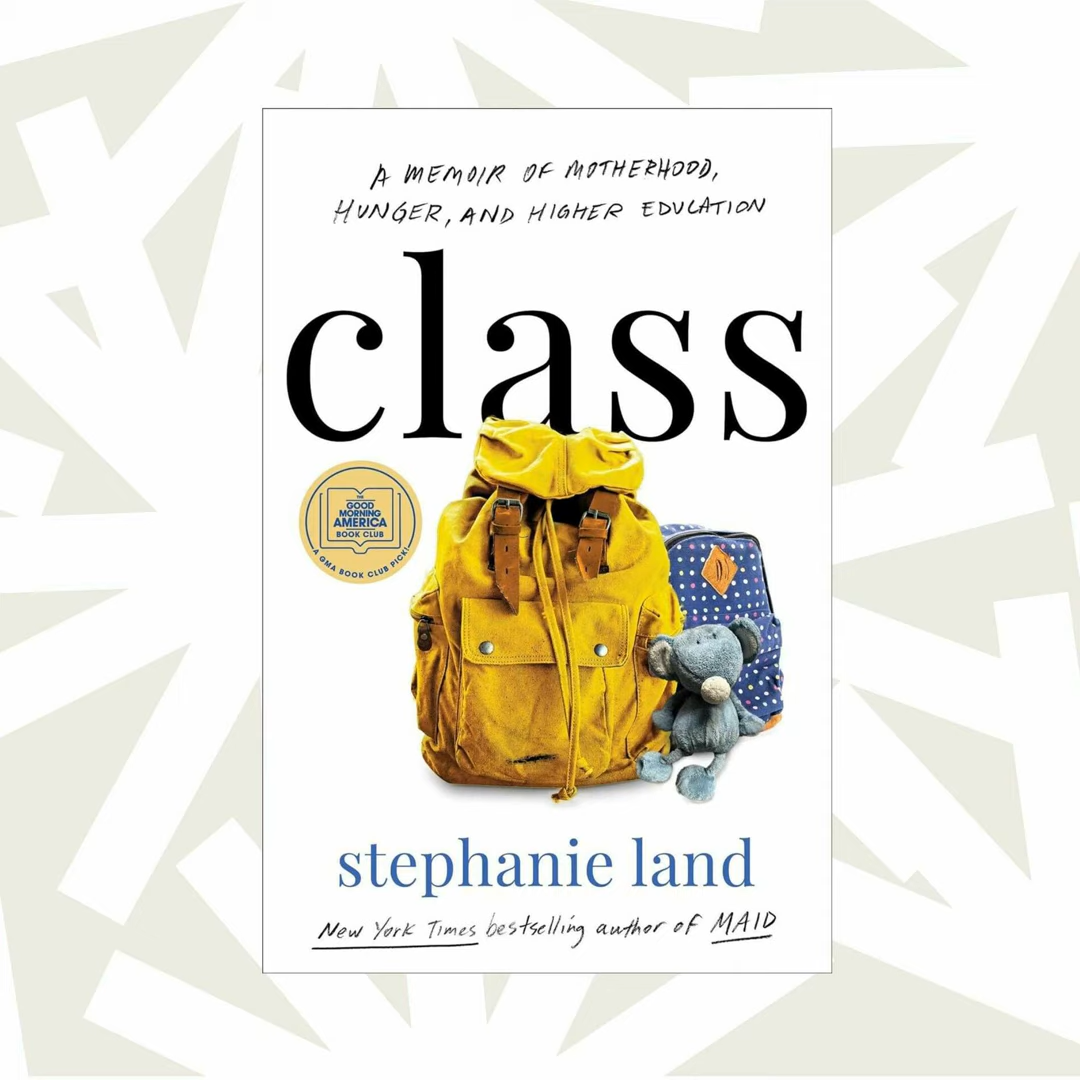 A MEMOIR OF MOTHERHOOD,
HUNGER, AND HIGHER EDUCATION
class
THE
GOOD
MORNING
AMERICA
BOOK CLUB
A GMA BOOK CLUB PICK!
stephanie land
New York Times bestselling author of MAID